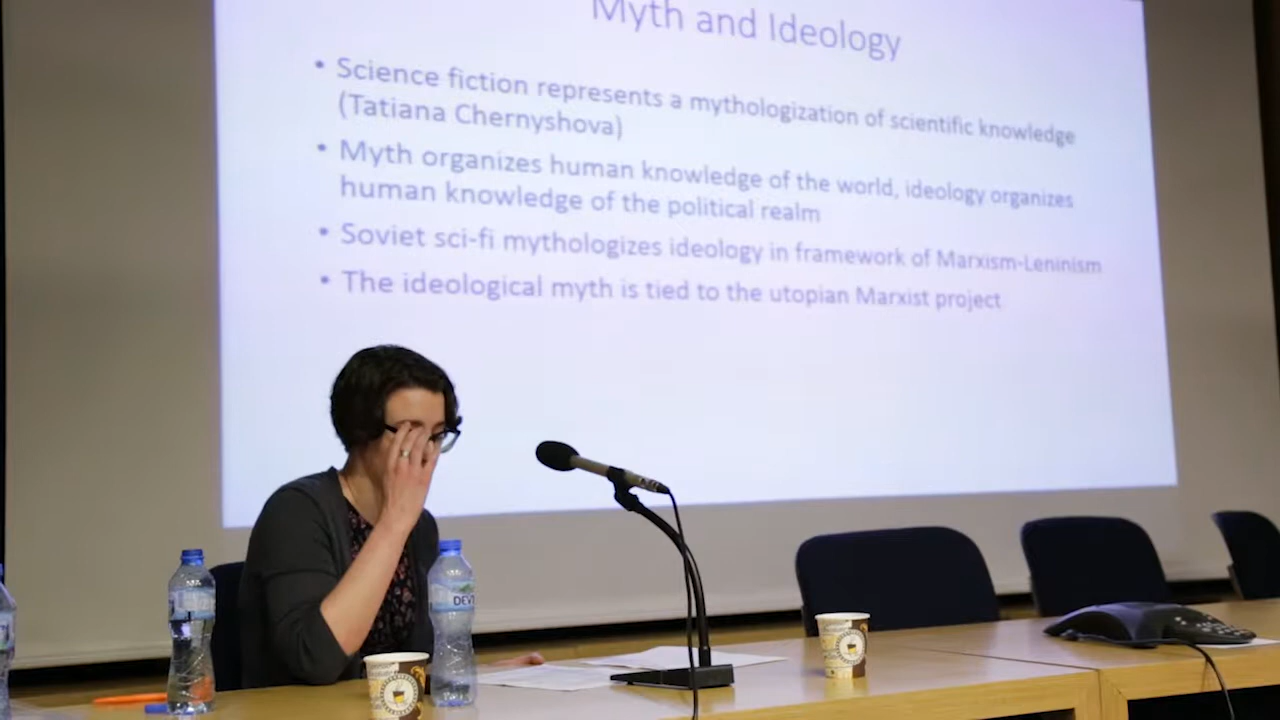 Myth and Ideology
• Science fiction represents a mythologization of scientific knowledge
(Tatiana Chernyshova)
• Myth organizes human knowledge of the world, ideology organizes
human knowledge of the political realm
• Soviet sci-fi mythologizes ideology in framework of Marxism-Leninism
• The ideological myth is tied to the utopian Marxist project
DEV